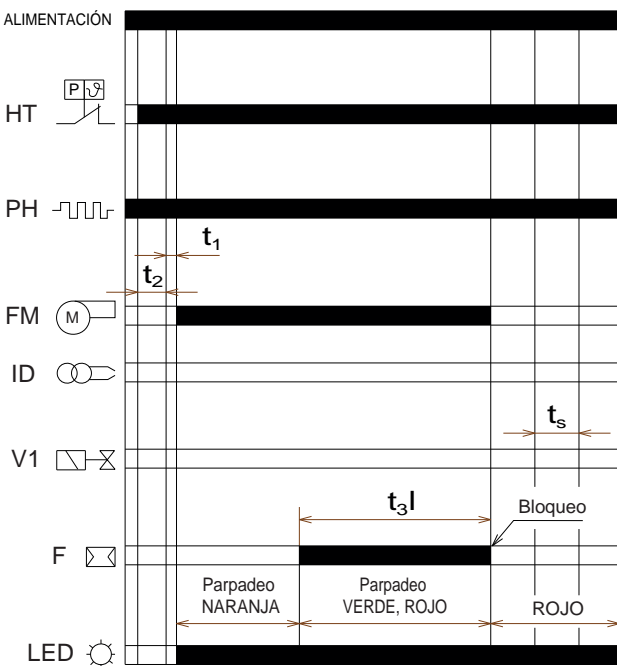 ALIMENTACIÓN
P ϑ
HT
PH
t₁
t₂
FM M
ID
tₛ
V1
t₃l
Bloqueo
F
Parpadeo Parpadeo
NARANJA VERDE, ROJO ROJO
LED